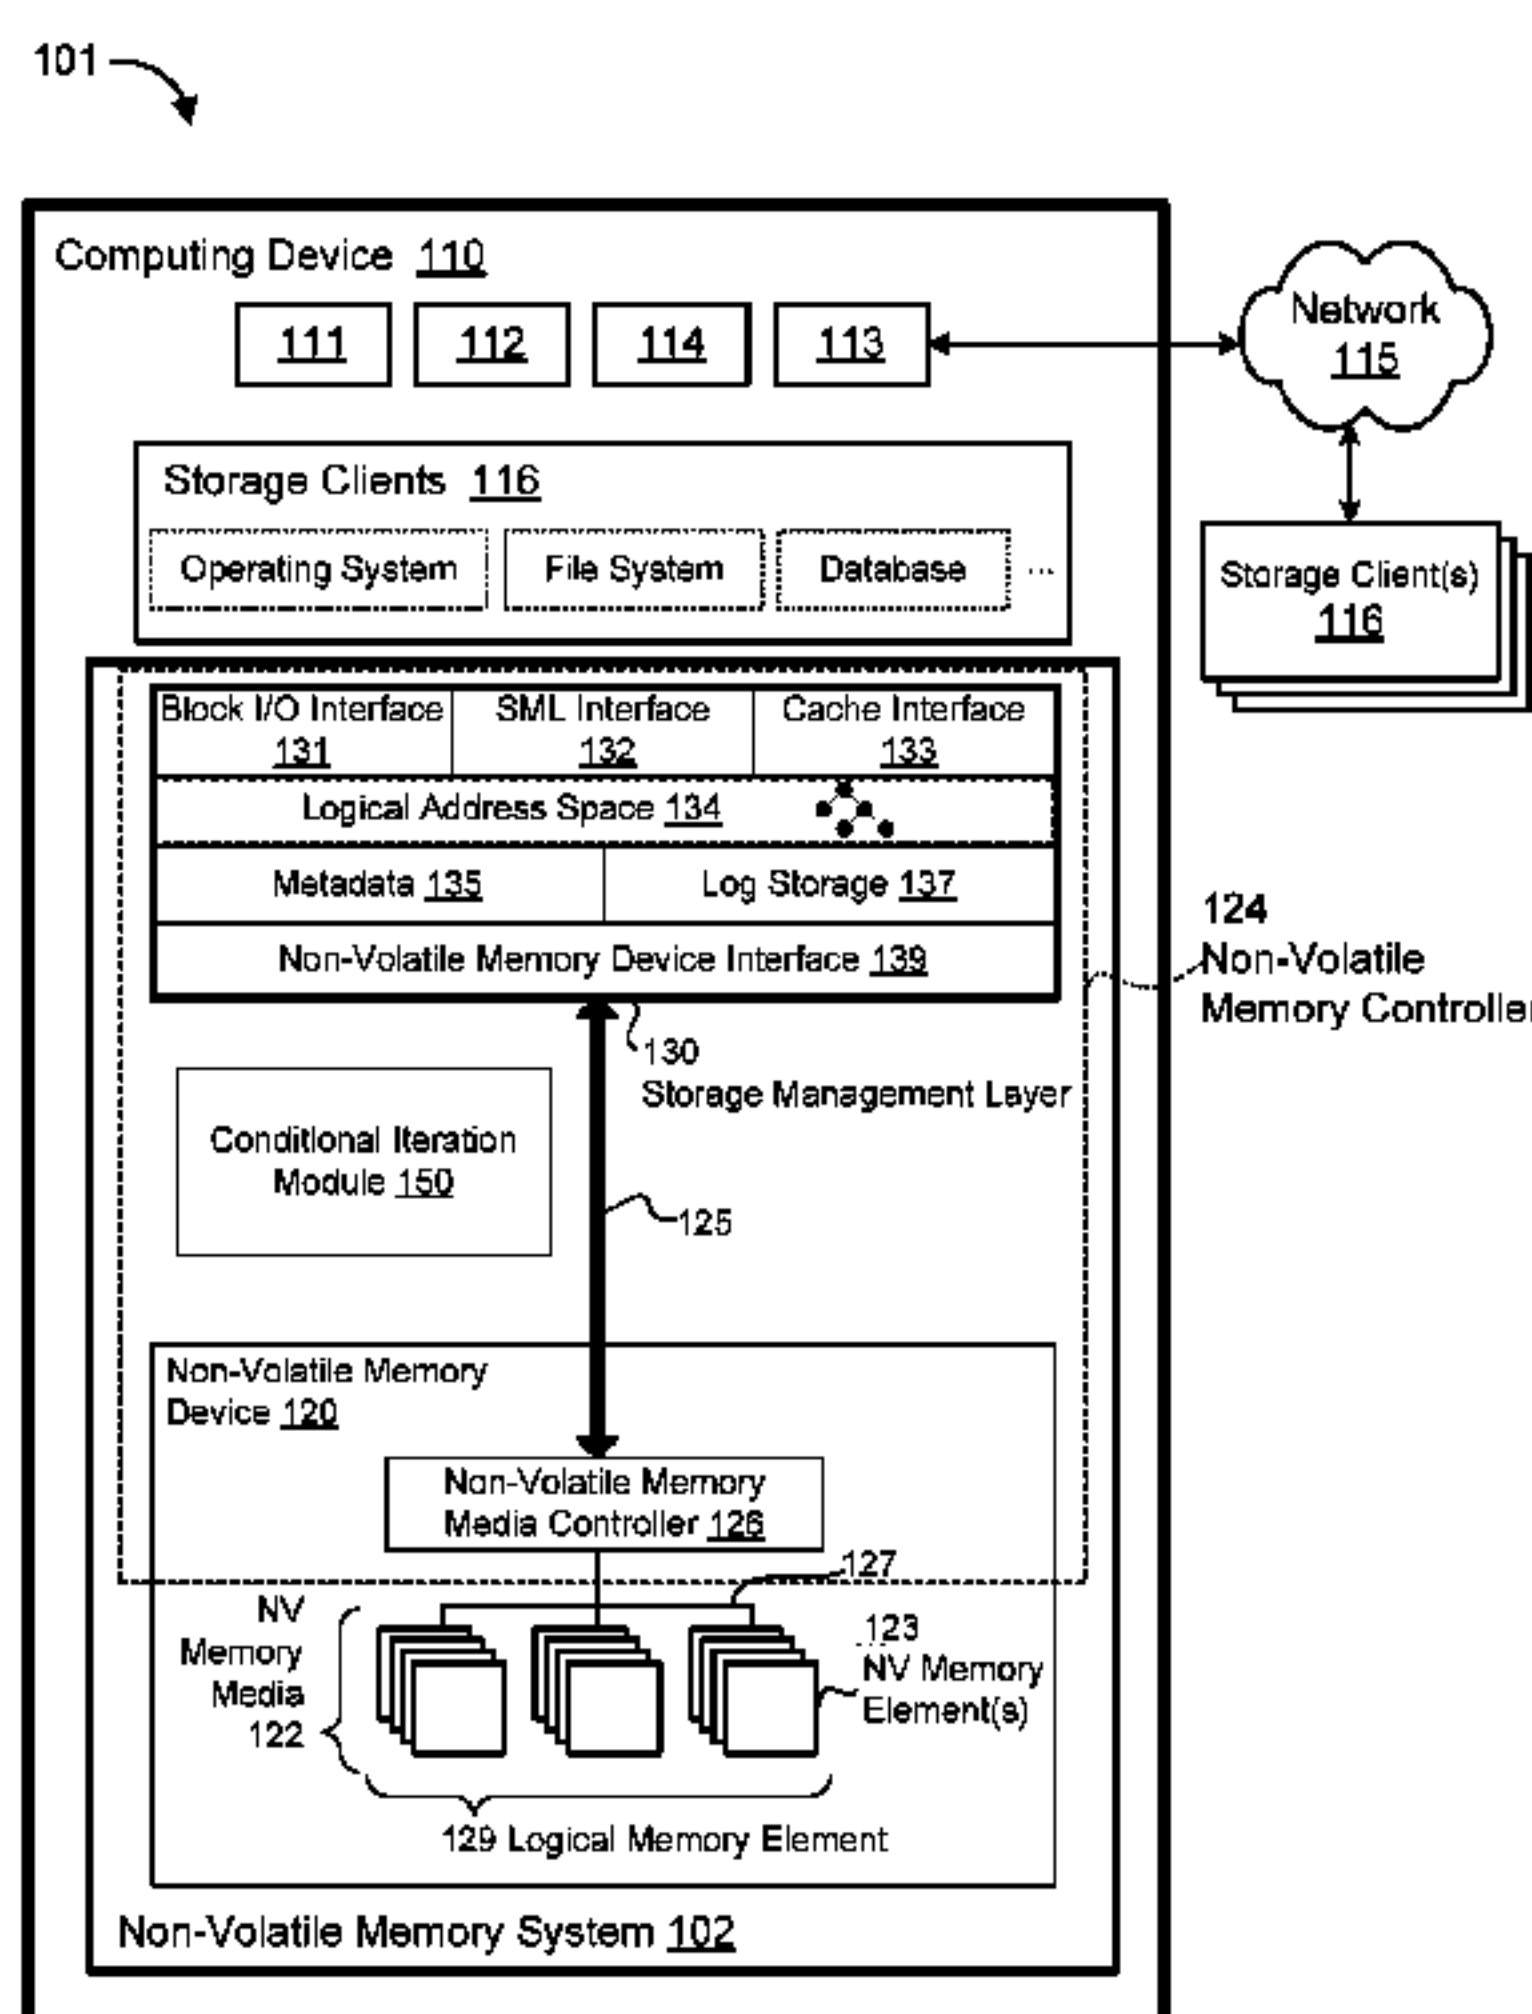 101
Computing Device 110
111 112 114 113
Network
115
Storage Clients 116
Operating System File System Database ...
Storage Client(s)
116
Block I/O Interface SML Interface Cache Interface
131 132 133
Logical Address Space 134
Metadata 135 Log Storage 137
Non-Volatile Memory Device Interface 139
124
Non-Volatile
Memory Controller
130
Storage Management Layer
Conditional Iteration
Module 150
125
Non-Volatile Memory
Device 120
Non-Volatile Memory
Media Controller 126
127
NV
Memory
Media
122
123
NV Memory
Element(s)
129 Logical Memory Element
Non-Volatile Memory System 102